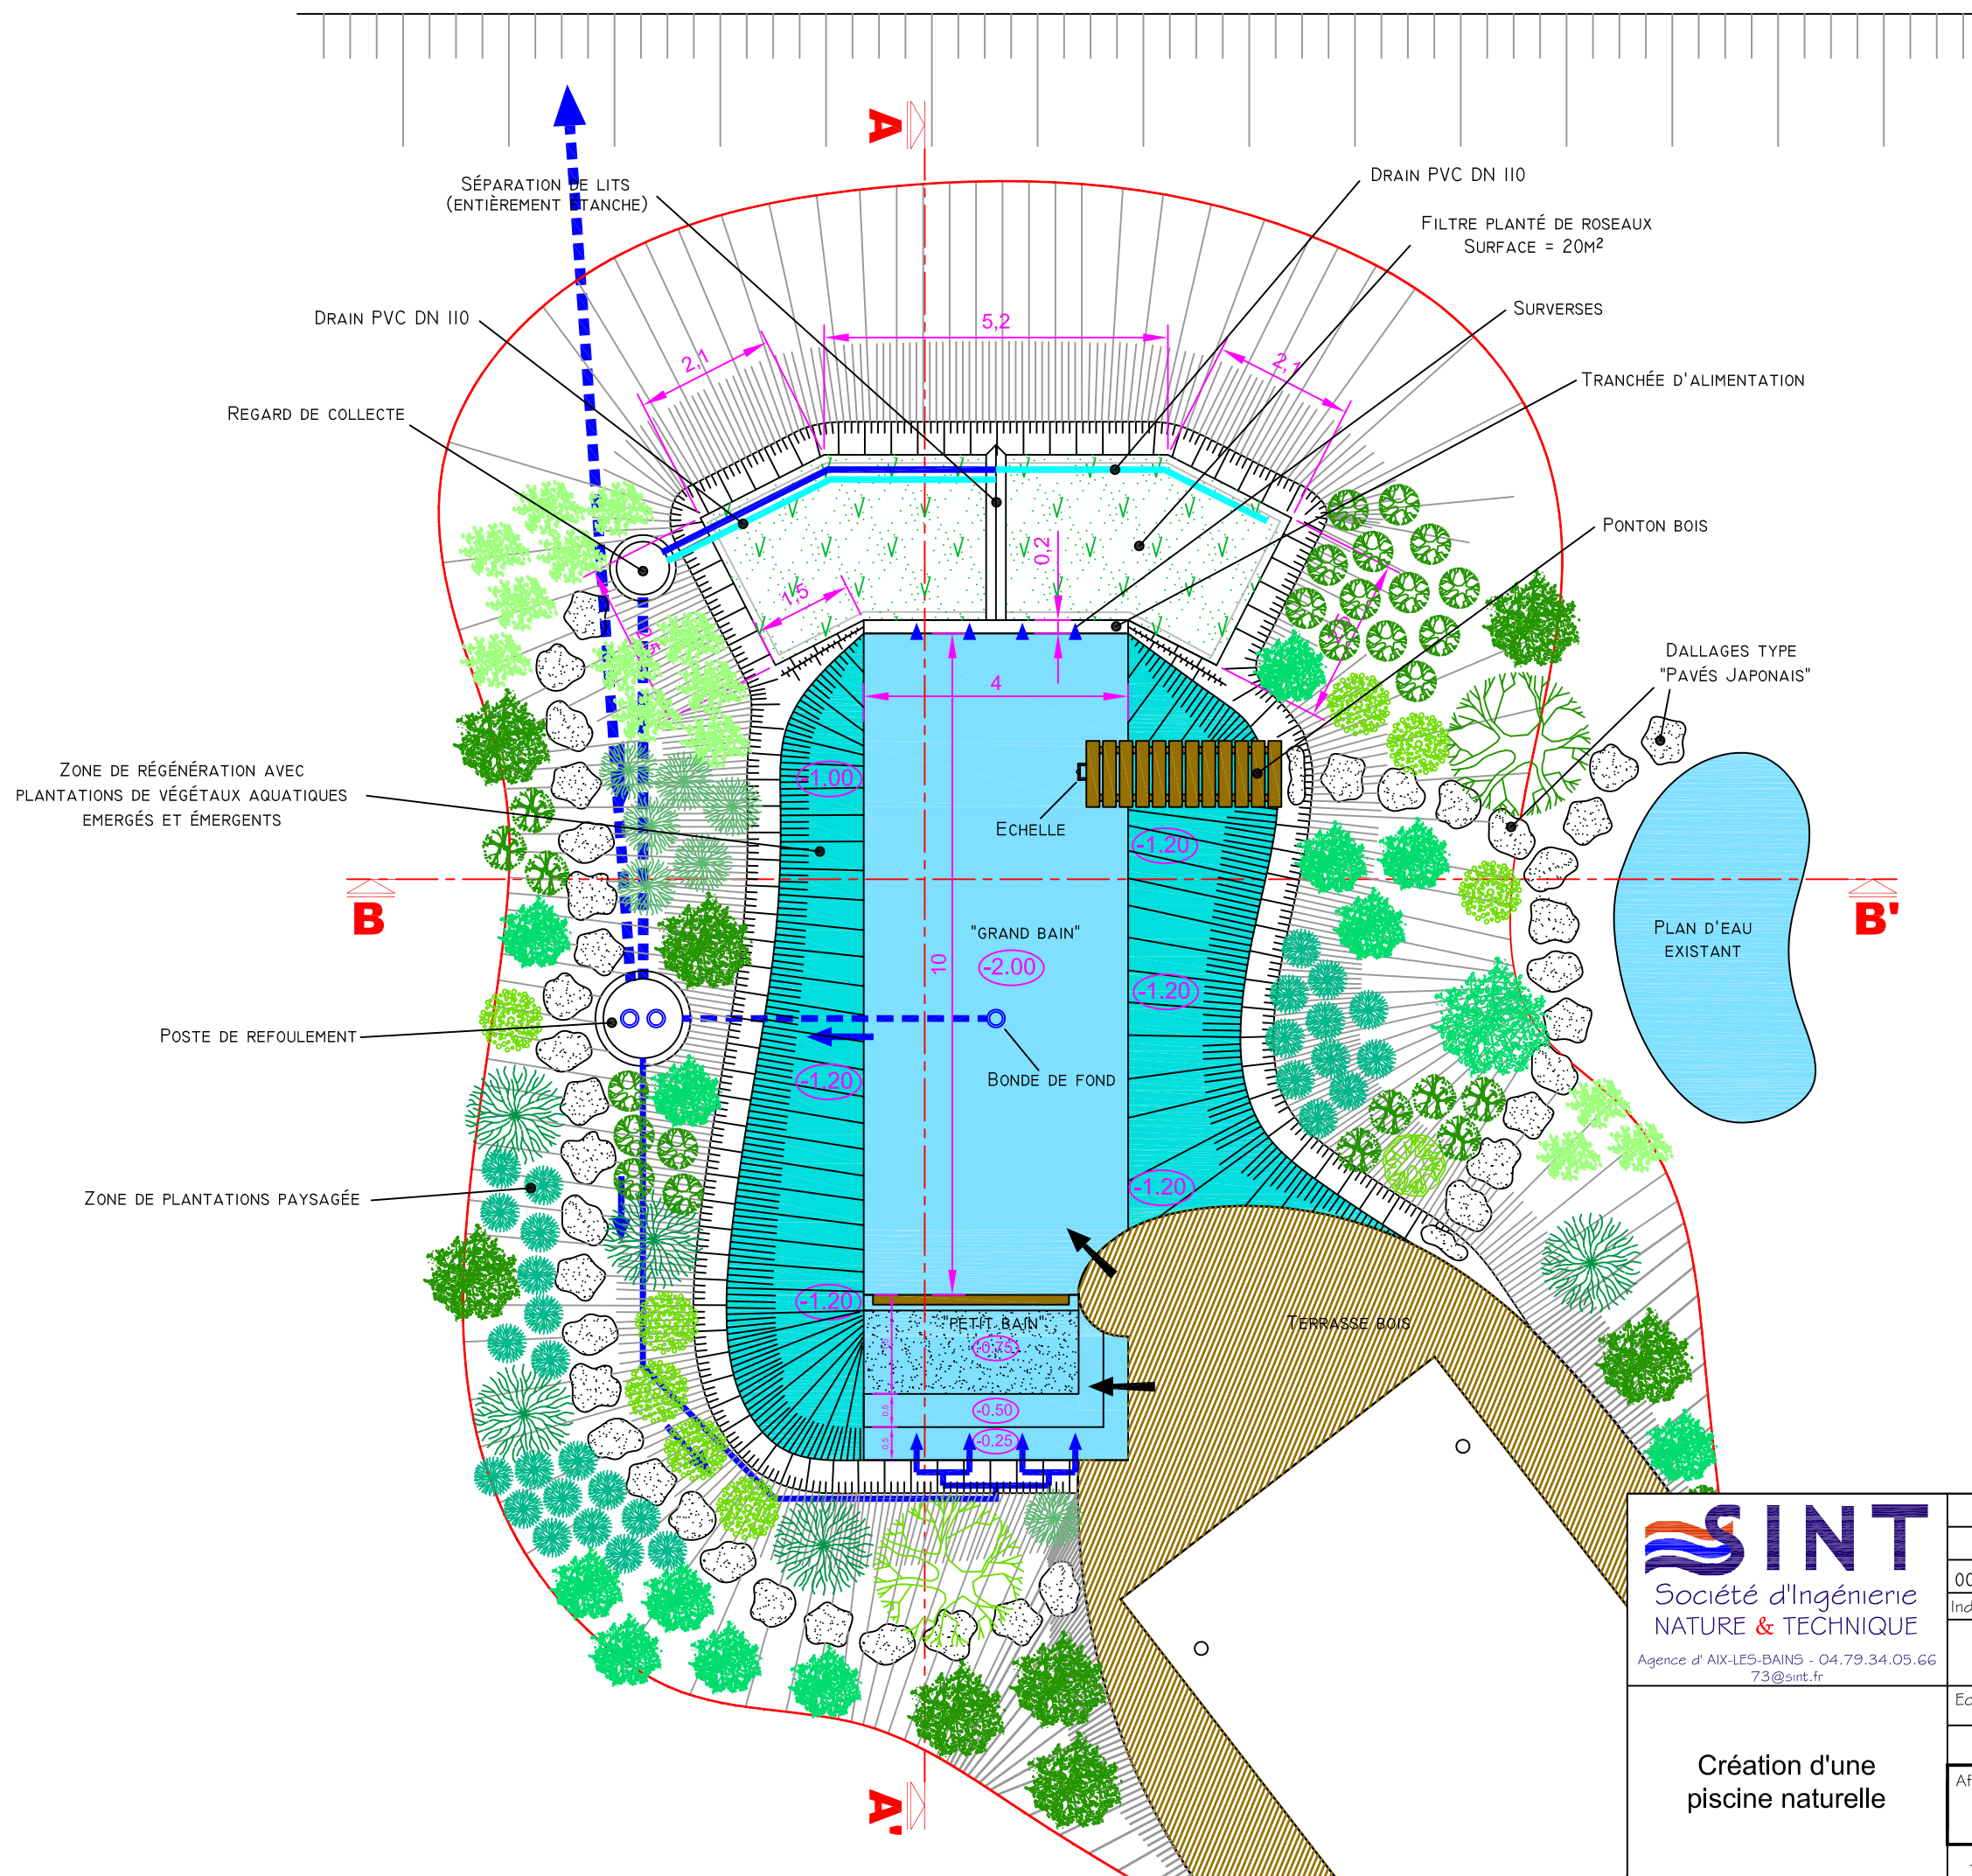 A
SÉPARATION DE LITS
(ENTIÈREMENT ÉTANCHE)
DRAIN PVC DN 110
FILTRE PLANTÉ DE ROSEAUX
SURFACE = 20M²
DRAIN PVC DN 110
SURVERSES
5,2
2,1
2,1
TRANCHÉE D'ALIMENTATION
REGARD DE COLLECTE
PONTON BOIS
0,2
1,5
DALLAGES TYPE
"PAVÉS JAPONAIS"
4
ZONE DE RÉGÉNÉRATION AVEC
PLANTATIONS DE VÉGÉTAUX AQUATIQUES
EMERGÉS ET ÉMERGENTS
-1.00
ECHELLE
-1.20
B
B'
"GRAND BAIN"
-2.00
10
PLAN D'EAU
EXISTANT
-1.20
POSTE DE REFOULEMENT
BONDE DE FOND
-1.20
-1.20
ZONE DE PLANTATIONS PAYSAGÉE
-1.20
"PETIT BAIN"
-0.75
TERRASSE BOIS
0,5
-0.50
0,5
-0.25
SINT
Société d'Ingénierie
NATURE & TECHNIQUE
Agence d' AIX-LES-BAINS - 04.79.34.05.66
73@sint.fr
00
Ind
Création d'une
piscine naturelle
A'